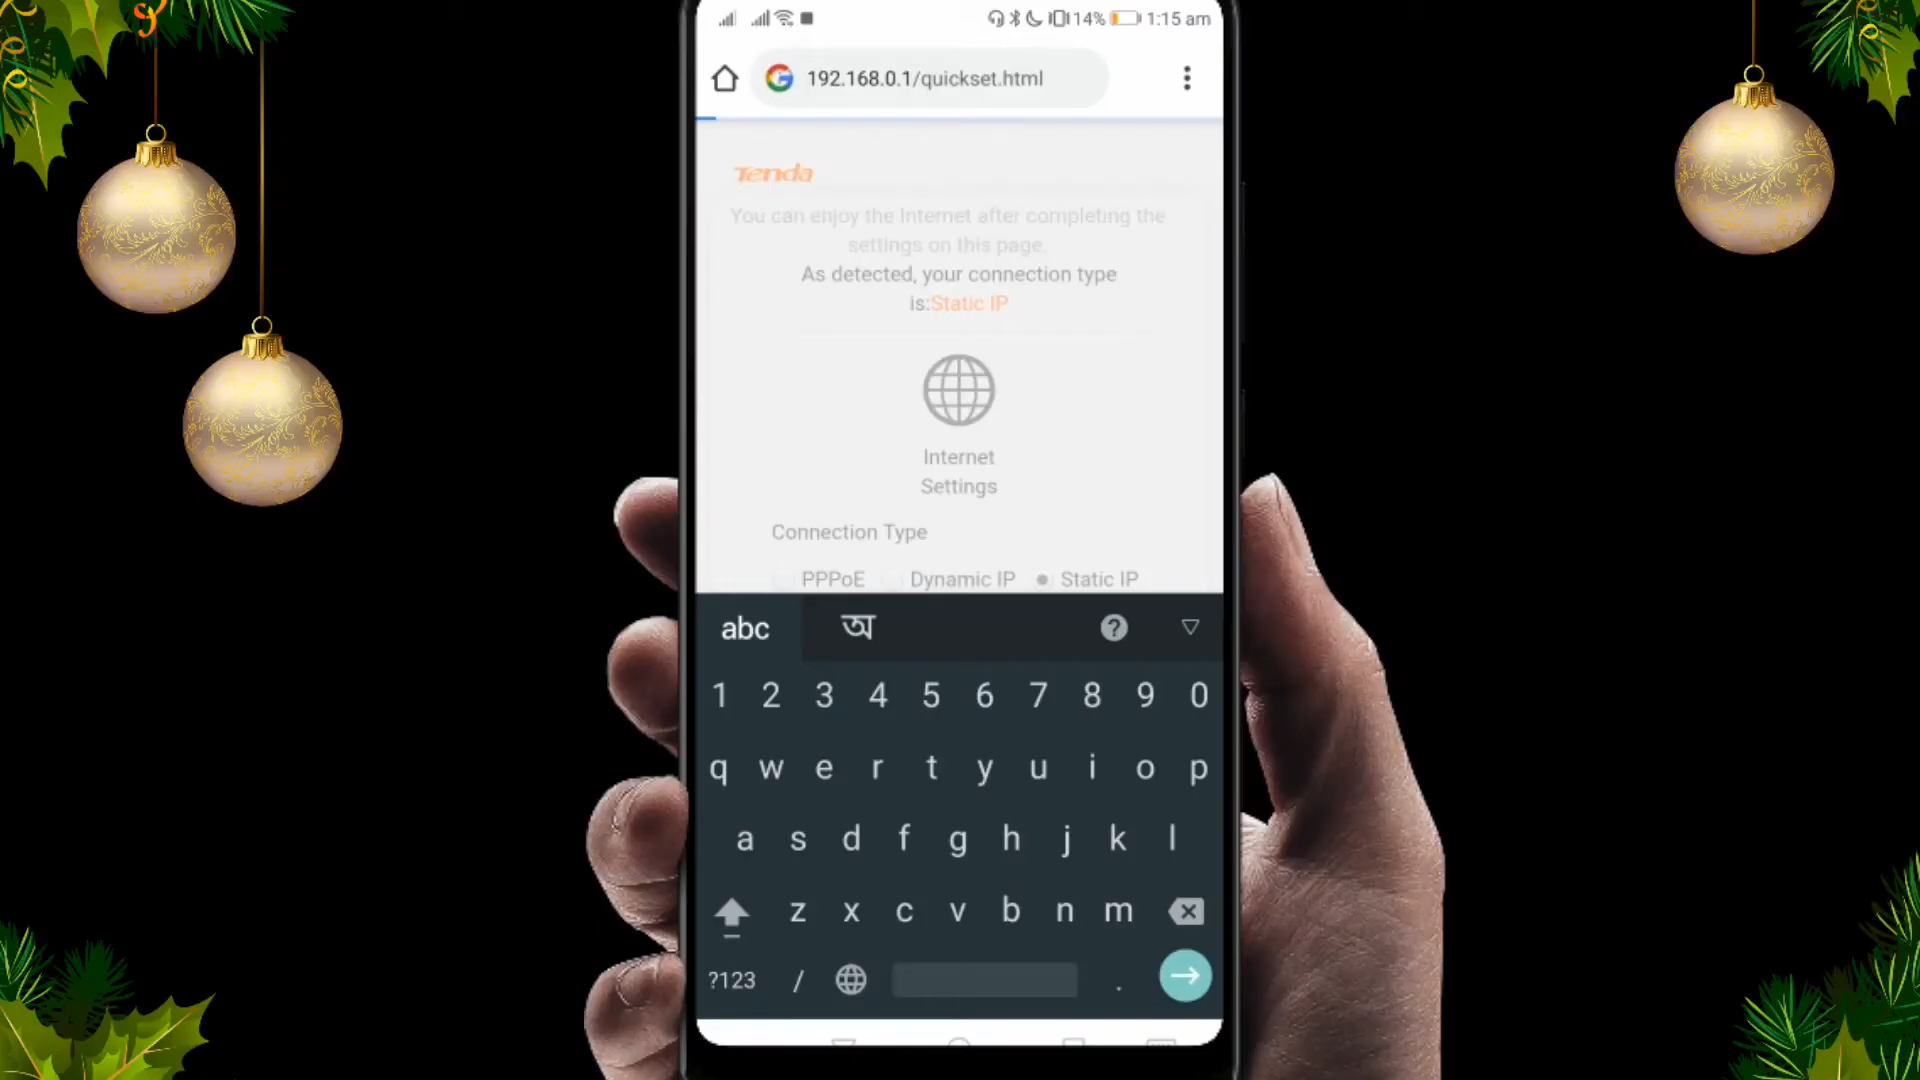 14% 1:15 am
192.168.0.1/quickset.html
Tenda
You can enjoy the Internet after completing the
settings on this page.
As detected, your connection type
is:Static IP
Internet
Settings
Connection Type
PPPoE Dynamic IP Static IP
abc অ ?
1 2 3 4 5 6 7 8 9 0
q w e r t y u i o p
a s d f g h j k l
z x c v b n m
?123 / .